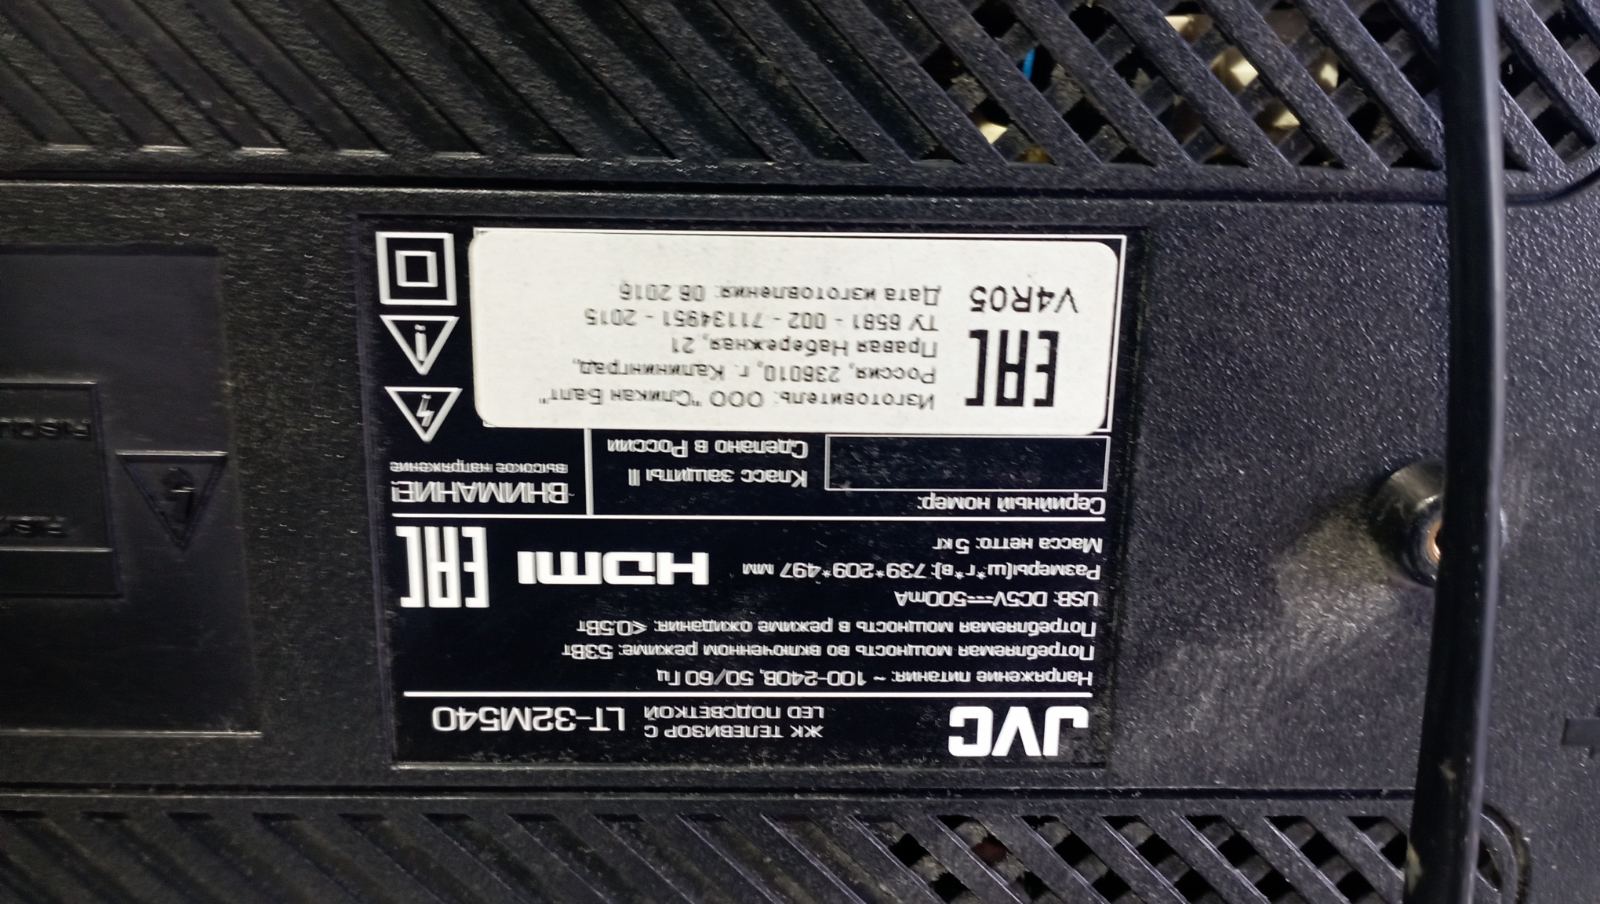 JVC
ЖК ТЕЛЕВИЗОР С
LED ПОДСВЕТКОЙ
LT-32M540
Напряжение питания: ~ 100-240В, 50/60 Гц
Потребляемая мощность во включенном режиме: 53Вт
Потребляемая мощность в режиме ожидания: <0.5Вт
USB: DC5V⎓500mA
Размеры(ш*г*в): 739*209*497 мм
Масса нетто: 5 кг
HDMI
EAC
Серийный номер:
Класс защиты II
Сделано в России
ВНИМАНИЕ!
высокое напряжение
Изготовитель: ООО "Сликан Балт"
Россия, 236010, г. Калининград,
Правая Набережная, 21
ТУ 6581 - 002 - 71134951 - 2015
Дата изготовления: 06.2016
EAC
V4R05